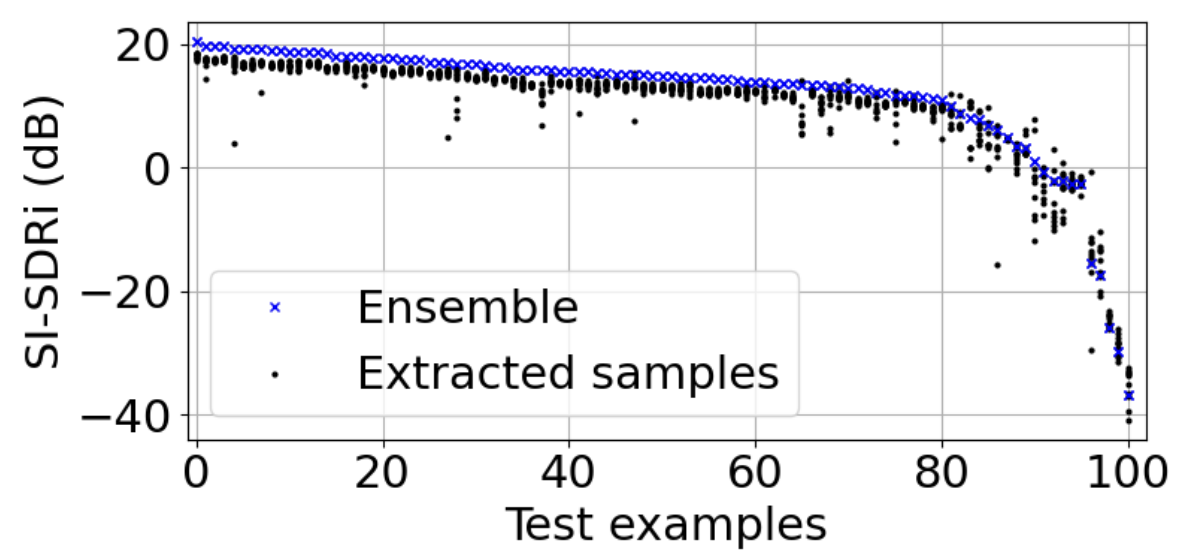 20
0
−20
−40
SI-SDRi (dB)
Ensemble
Extracted samples
0 20 40 60 80 100
Test examples